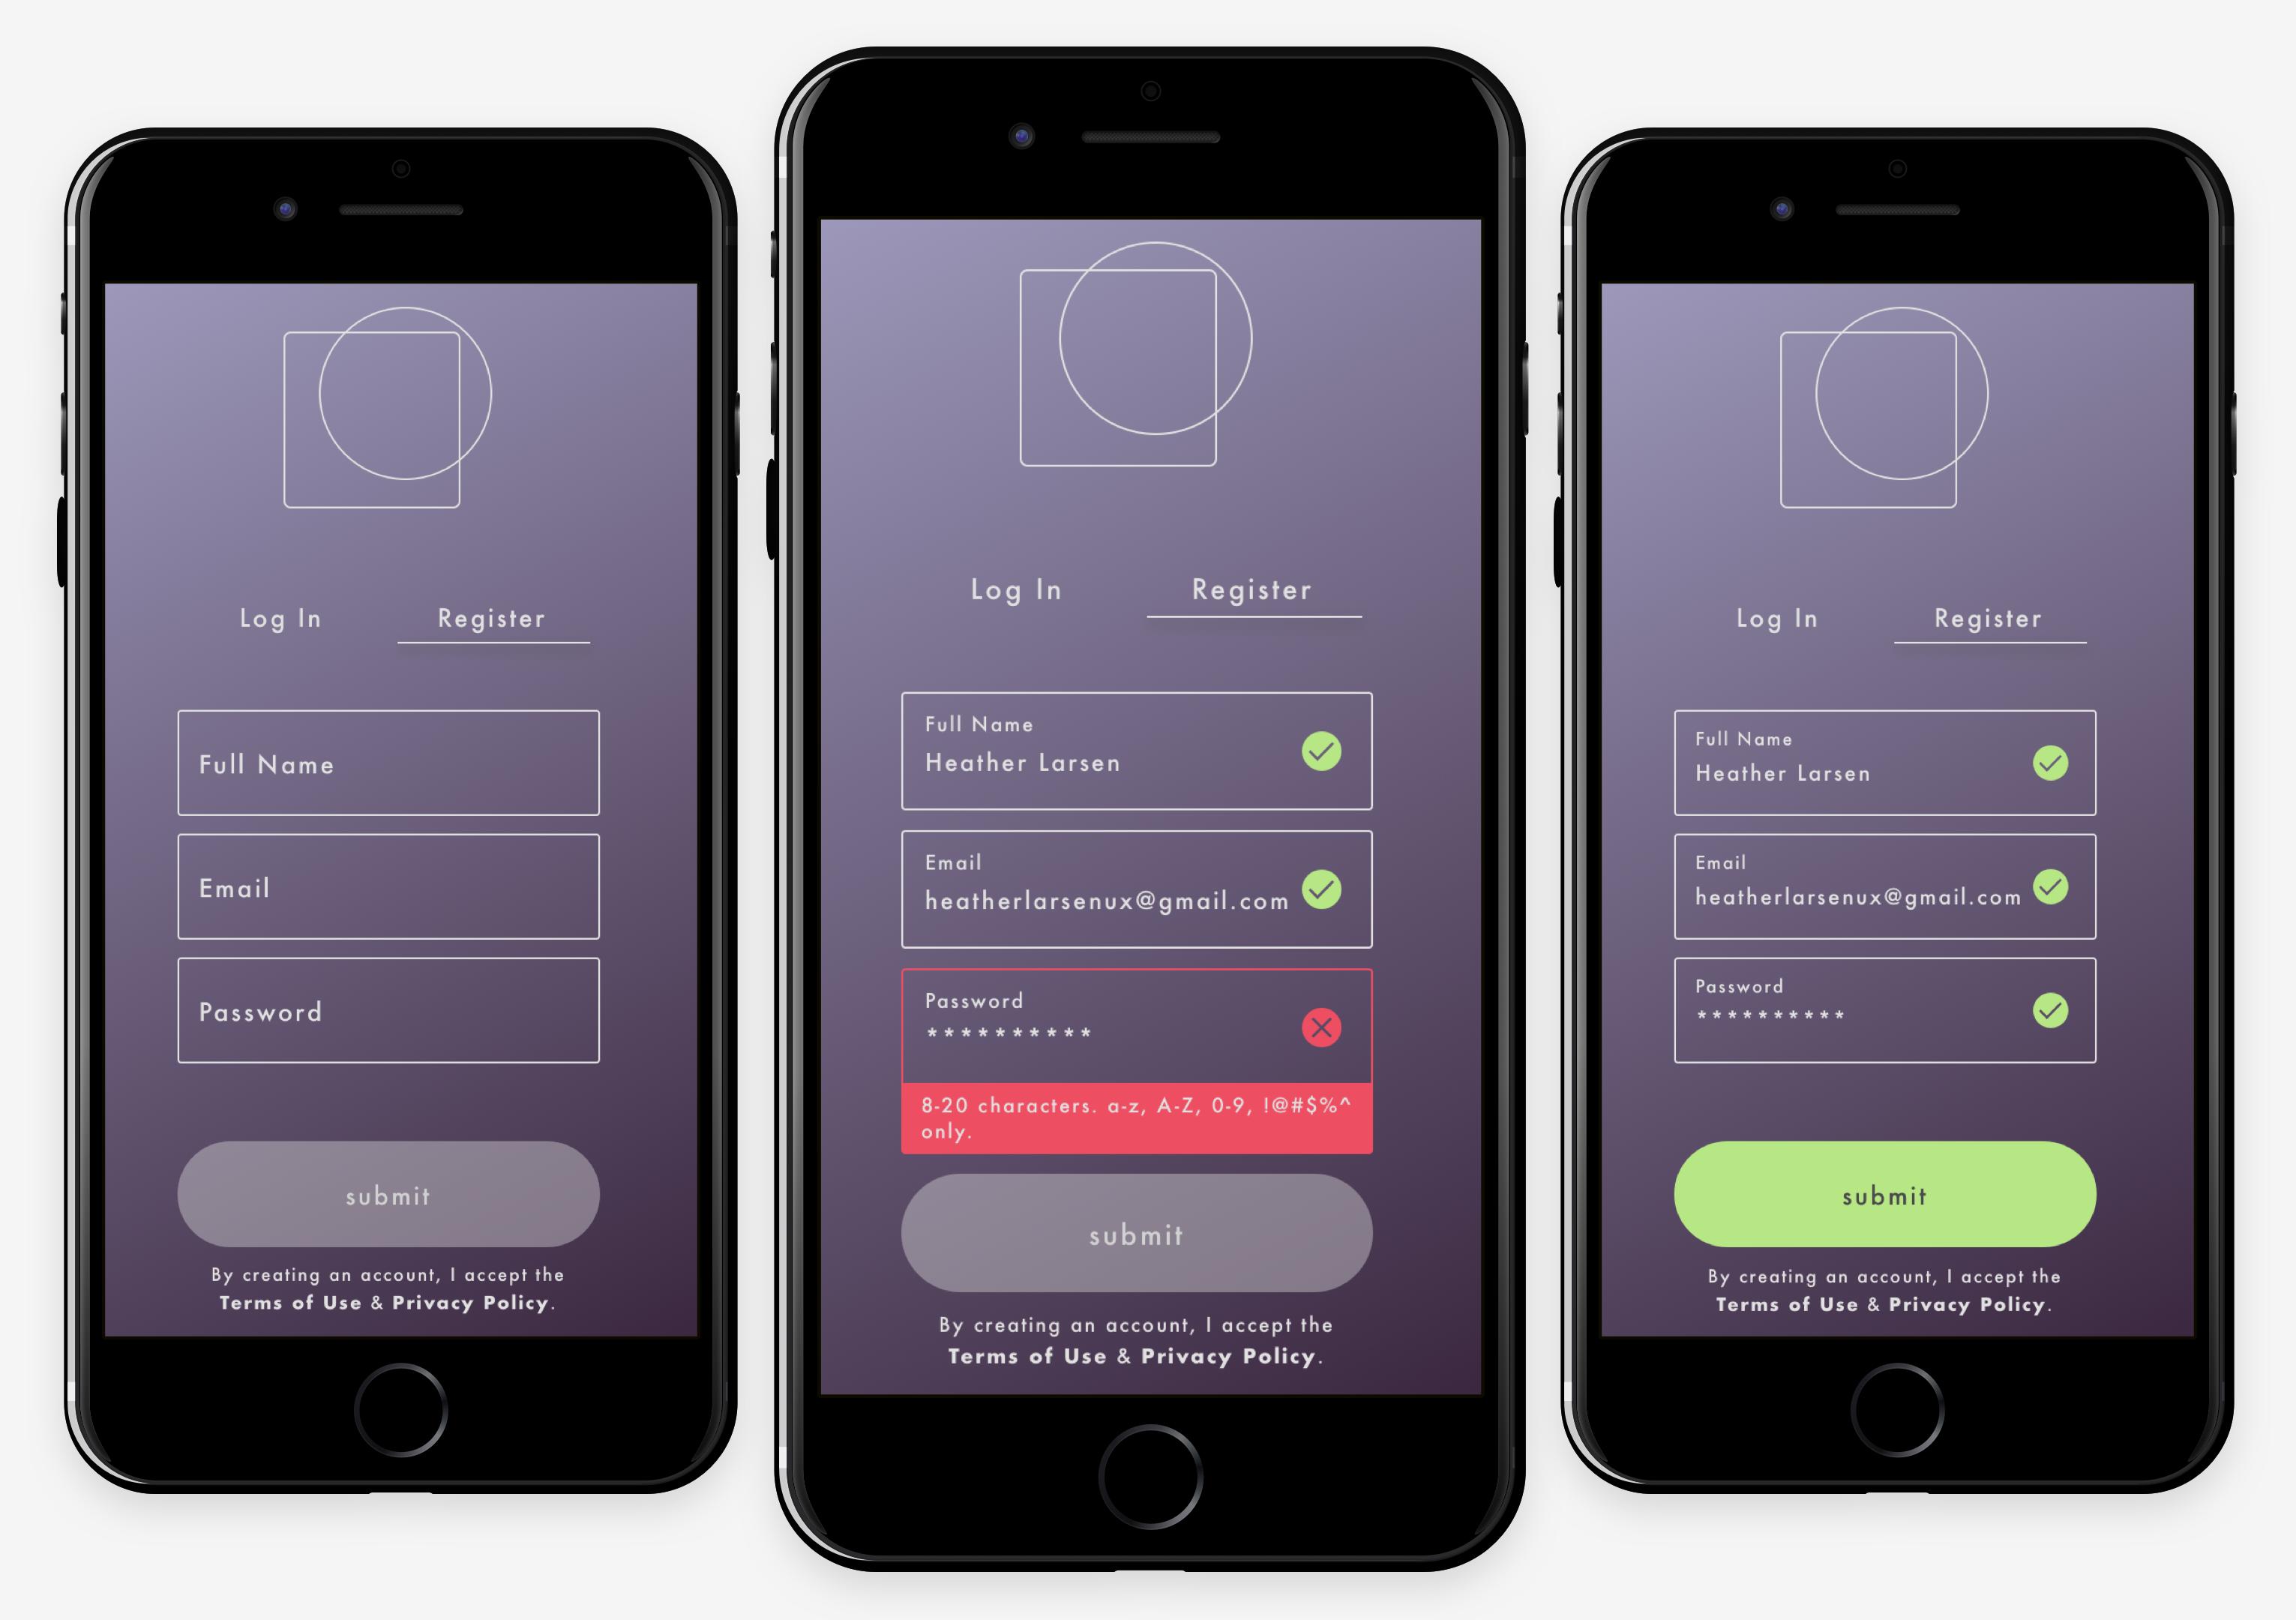 Log In
Register
Full Name
Email
Password
submit
By creating an account, I accept the
Terms of Use & Privacy Policy.
Log In
Register
Full Name
Heather Larsen
Email
heatherlarsenux@gmail.com
Password
**********
8-20 characters. a-z, A-Z, 0-9, !@#$%^
only.
submit
By creating an account, I accept the
Terms of Use & Privacy Policy.
Log In
Register
Full Name
Heather Larsen
Email
heatherlarsenux@gmail.com
Password
**********
submit
By creating an account, I accept the
Terms of Use & Privacy Policy.